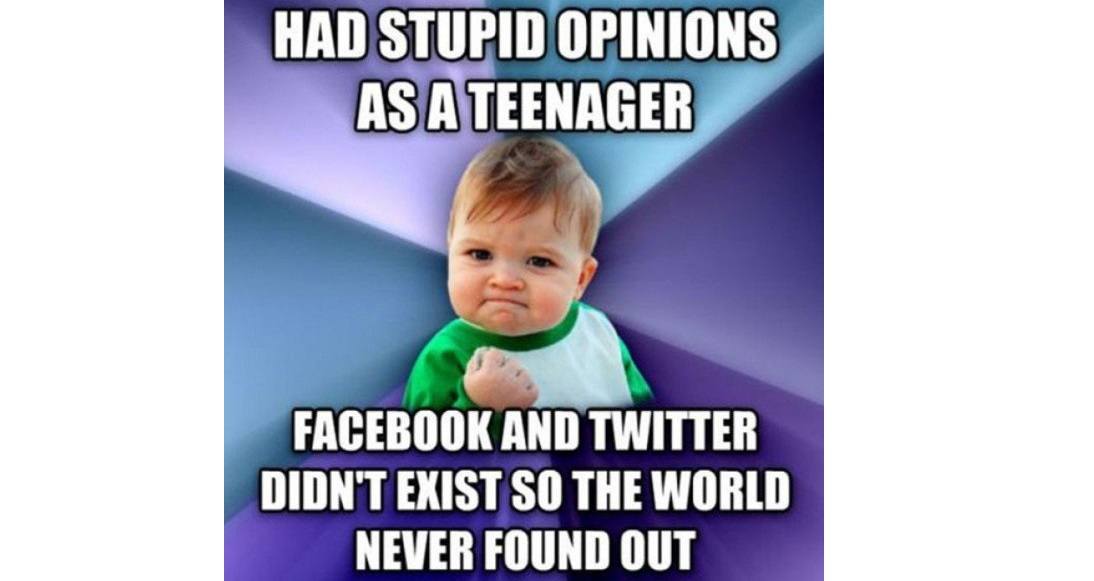 HAD STUPID OPINIONS
AS A TEENAGER
FACEBOOK AND TWITTER
DIDN'T EXIST SO THE WORLD
NEVER FOUND OUT